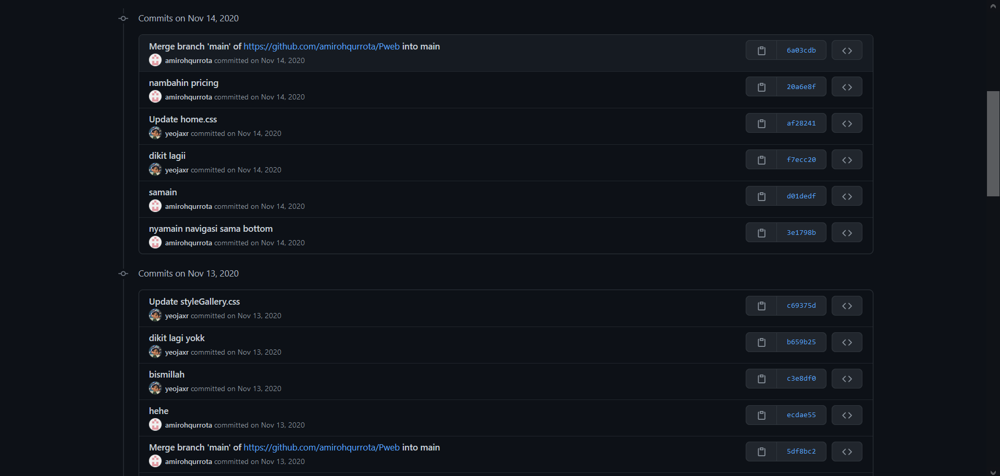 Commits on Nov 14, 2020
Merge branch 'main' of https://github.com/amirohqurrota/Pweb into main
6a03cdb
amirohqurrota committed on Nov 14, 2020
nambahin pricing
20a6e8f
amirohqurrota committed on Nov 14, 2020
Update home.css
af28241
yeojaxr committed on Nov 14, 2020
dikit lagii
f7ecc20
yeojaxr committed on Nov 14, 2020
samain
d01dedf
amirohqurrota committed on Nov 14, 2020
nyamain navigasi sama bottom
3e1798b
amirohqurrota committed on Nov 14, 2020
Commits on Nov 13, 2020
Update styleGallery.css
c69375d
yeojaxr committed on Nov 13, 2020
dikit lagi yokk
b659b25
yeojaxr committed on Nov 13, 2020
bismillah
c3e8df0
yeojaxr committed on Nov 13, 2020
hehe
ecdae55
amirohqurrota committed on Nov 13, 2020
Merge branch 'main' of https://github.com/amirohqurrota/Pweb into main
5df8bc2
amirohqurrota committed on Nov 13, 2020